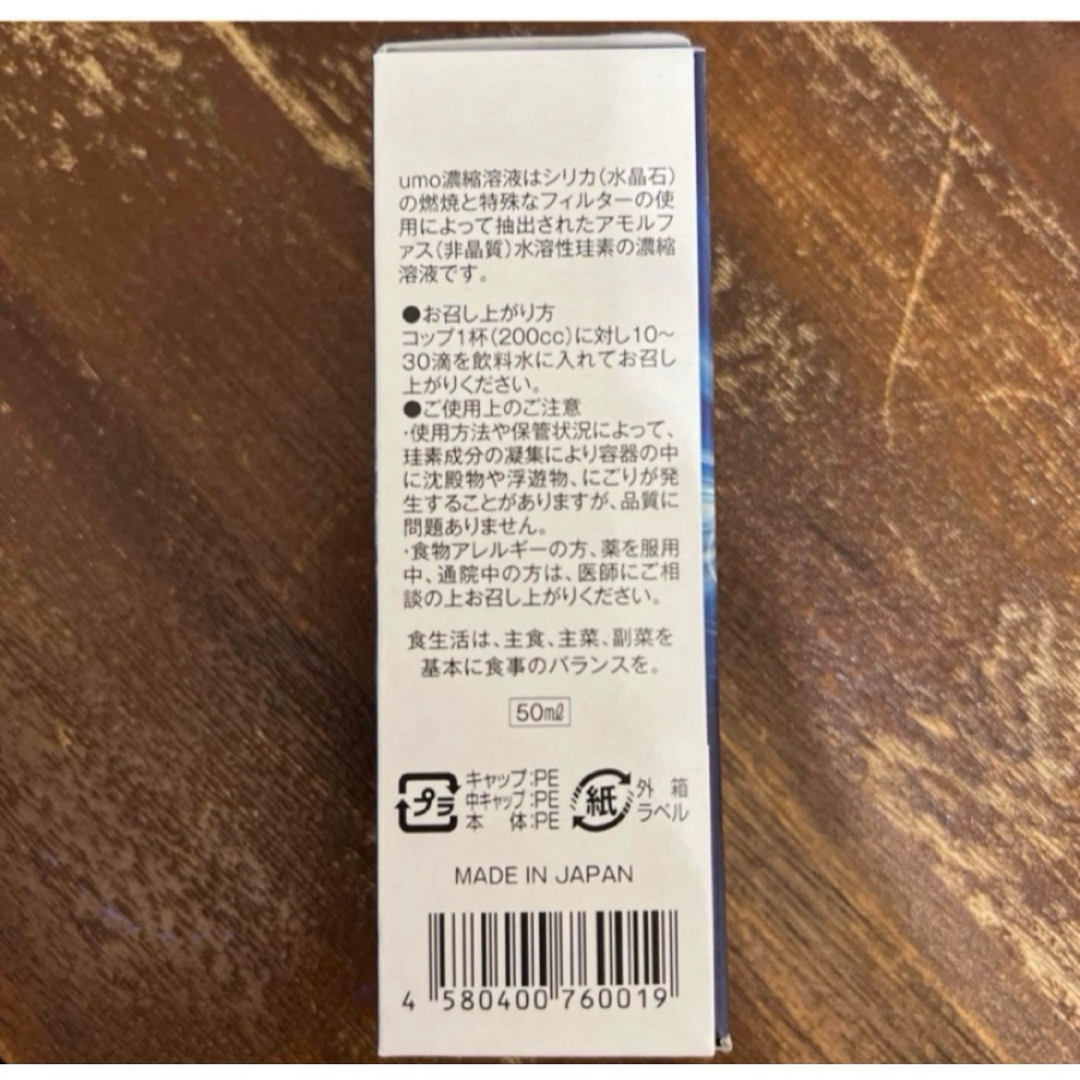 umo濃縮溶液はシリカ(水晶石)
の燃焼と特殊なフィルターの使
用によって抽出されたアモルフ
ァス(非晶質)水溶性珪素の濃縮
溶液です。
●お召し上がり方
コップ1杯(200cc)に対し10〜
30滴を飲料水に入れてお召し
上がりください。
●ご使用上のご注意
・使用方法や保管状況によって、
珪素成分の凝集により容器の中
に沈殿物や浮遊物、にごりが発
生することがありますが、品質に
問題ありません。
・食物アレルギーの方、薬を服用
中、通院中の方は、医師にご相
談の上お召し上がりください。
食生活は、主食、主菜、副菜を
基本に食事のバランスを。
50㎖
プラ
キャップ:PE
中キャップ:PE
本 体:PE
紙
外 箱
ラベル
MADE IN JAPAN
4 580400 760019